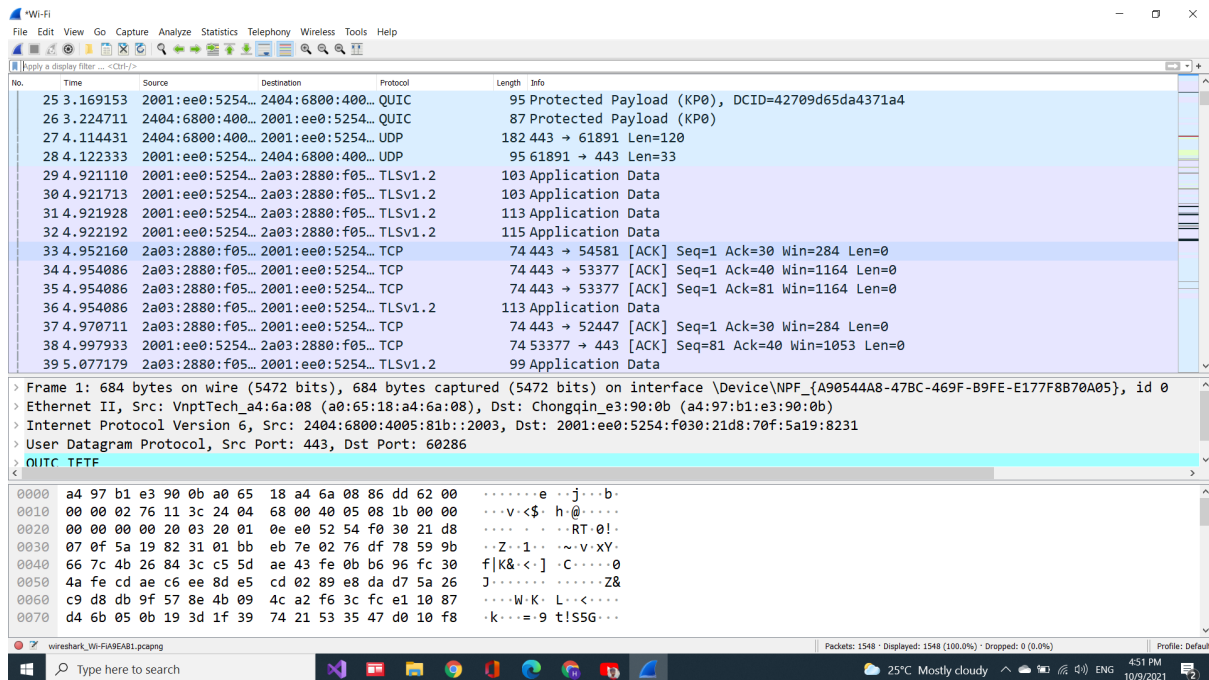 *Wi-Fi
File Edit View Go Capture Analyze Statistics Telephony Wireless Tools Help
Apply a display filter ... <Ctrl-/>
No. Time Source Destination Protocol Length Info
25 3.169153 2001:ee0:5254… 2404:6800:400… QUIC 95 Protected Payload (KP0), DCID=42709d65da4371a4
26 3.224711 2404:6800:400… 2001:ee0:5254… QUIC 87 Protected Payload (KP0)
27 4.114431 2404:6800:400… 2001:ee0:5254… UDP 182 443 → 61891 Len=120
28 4.122333 2001:ee0:5254… 2404:6800:400… UDP 95 61891 → 443 Len=33
29 4.921110 2001:ee0:5254… 2a03:2880:f05… TLSv1.2 103 Application Data
30 4.921713 2001:ee0:5254… 2a03:2880:f05… TLSv1.2 103 Application Data
31 4.921928 2001:ee0:5254… 2a03:2880:f05… TLSv1.2 113 Application Data
32 4.922192 2001:ee0:5254… 2a03:2880:f05… TLSv1.2 115 Application Data
33 4.952160 2a03:2880:f05… 2001:ee0:5254… TCP 74 443 → 54581 [ACK] Seq=1 Ack=30 Win=284 Len=0
34 4.954086 2a03:2880:f05… 2001:ee0:5254… TCP 74 443 → 53377 [ACK] Seq=1 Ack=40 Win=1164 Len=0
35 4.954086 2a03:2880:f05… 2001:ee0:5254… TCP 74 443 → 53377 [ACK] Seq=1 Ack=81 Win=1164 Len=0
36 4.954086 2a03:2880:f05… 2001:ee0:5254… TLSv1.2 113 Application Data
37 4.970711 2a03:2880:f05… 2001:ee0:5254… TCP 74 443 → 52447 [ACK] Seq=1 Ack=30 Win=284 Len=0
38 4.997933 2001:ee0:5254… 2a03:2880:f05… TCP 74 53377 → 443 [ACK] Seq=81 Ack=40 Win=1053 Len=0
39 5.077179 2a03:2880:f05… 2001:ee0:5254… TLSv1.2 99 Application Data
Frame 1: 684 bytes on wire (5472 bits), 684 bytes captured (5472 bits) on interface \Device\NPF_{A90544A8-47BC-469F-B9FE-E177F8B70A05}, id 0
Ethernet II, Src: VnptTech_a4:6a:08 (a0:65:18:a4:6a:08), Dst: Chongqin_e3:90:0b (a4:97:b1:e3:90:0b)
Internet Protocol Version 6, Src: 2404:6800:4005:81b::2003, Dst: 2001:ee0:5254:f030:21d8:70f:5a19:8231
User Datagram Protocol, Src Port: 443, Dst Port: 60286
QUIC IETF
0000 a4 97 b1 e3 90 0b a0 65 18 a4 6a 08 86 dd 62 00 ·······e ··j···b·
0010 00 00 02 76 11 3c 24 04 68 00 40 05 08 1b 00 00 ···v·<$· h·@·····
0020 00 00 00 00 20 03 20 01 0e e0 52 54 f0 30 21 d8 ···· · · ··RT·0!·
0030 07 0f 5a 19 82 31 01 bb eb 7e 02 76 df 78 59 9b ··Z··1·· ·~·v·xY·
0040 66 7c 4b 26 84 3c c5 5d ae 43 fe 0b b6 96 fc 30 f|K&·<·] ·C·····0
0050 4a fe cd ae c6 ee 8d e5 cd 02 89 e8 da d7 5a 26 J······· ······Z&
0060 c9 d8 db 9f 57 8e 4b 09 4c a2 f6 3c fc e1 10 87 ····W·K· L··<····
0070 d4 6b 05 0b 19 3d 1f 39 74 21 53 35 47 d0 10 f8 ·k···=·9 t!S5G···
wireshark_Wi-FiA9EAB1.pcapng Packets: 1548 · Displayed: 1548 (100.0%) · Dropped: 0 (0.0%) Profile: Default
Type here to search 25°C Mostly cloudy ENG 4:51 PM
10/9/2021 2